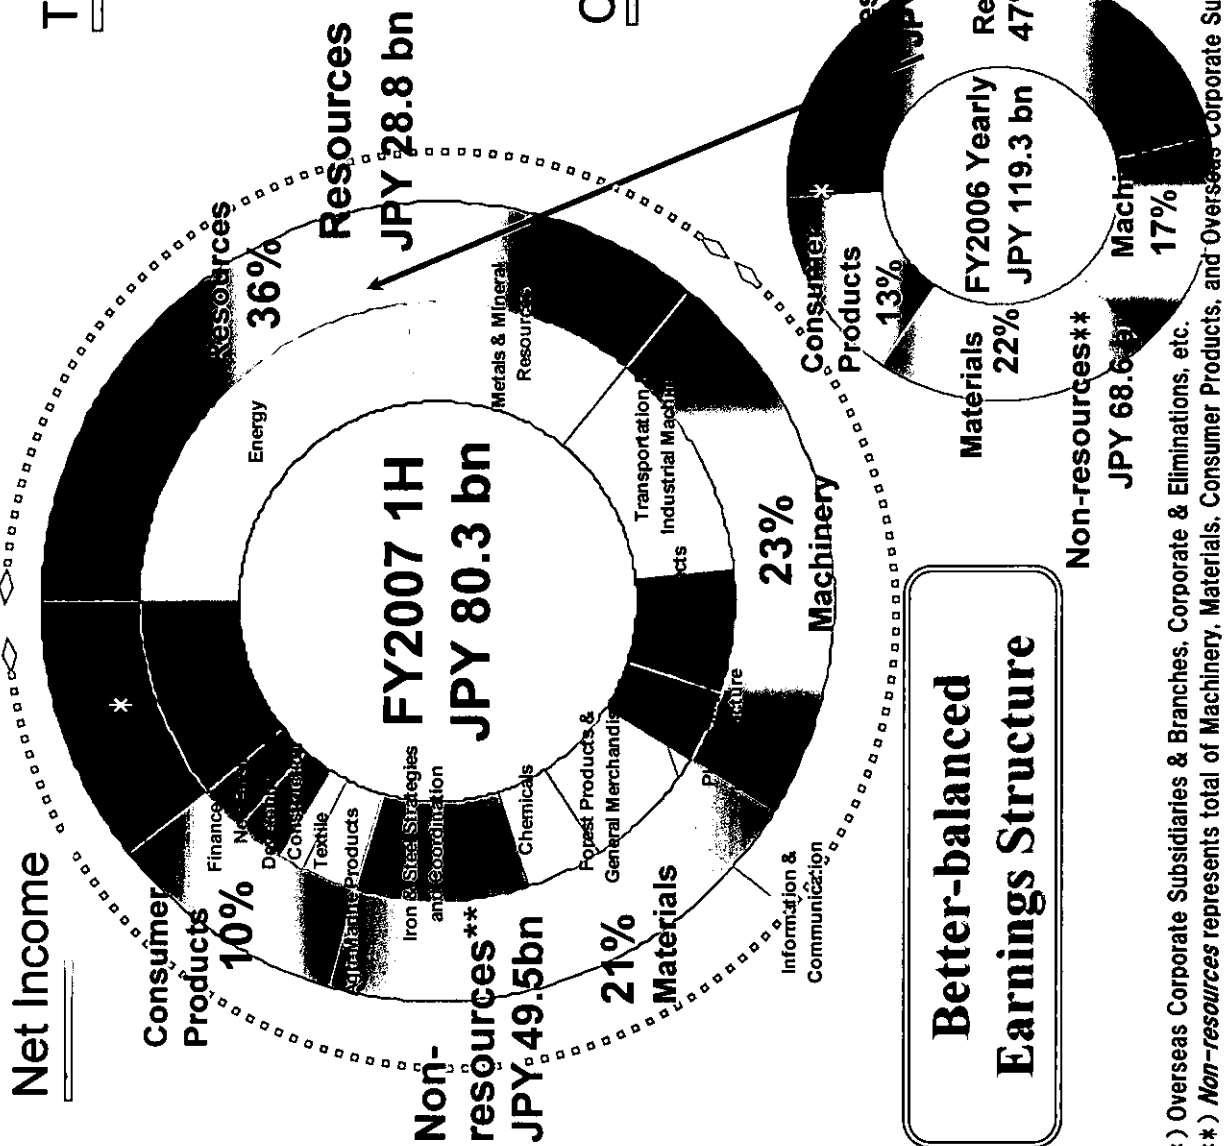 Net Income
Consumer
Products
10%
Non-
resources**
JPY 49.5bn
Resources
36%
Resources
JPY 28.8 bn
FY2007 1H
JPY 80.3 bn
Energy
Metals & Mineral
Resources
Transportation
Industrial
23%
Machinery
21%
Materials
Information &
Communication
Forest Products &
General Merchandise
Chemicals
Iron & Steel Strategies
and Coordination
Products
Textile
Finance
*
Better-balanced
Earnings Structure
FY2006 Yearly
JPY 119.3 bn
*
Consumer
Products
13%
Materials
22%
17%
Non-resources**
JPY 68.6
JPY
47%
) Overseas Corporate Subsidiaries & Branches, Corporate & Eliminations, etc.
*) Non-resources represents total of Machinery, Materials, Consumer Products, and Overseas Corporate